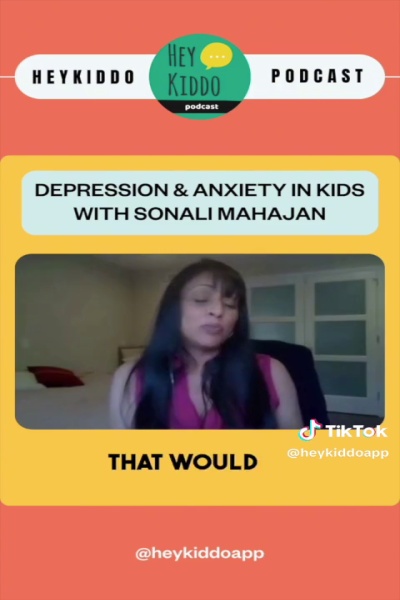 HEYKIDDO
HEY
KIDDO
podcast
PODCAST
DEPRESSION & ANXIETY IN KIDS
WITH SONALI MAHAJAN
TikTok
@heykiddoapp
THAT WOULD
@heykiddoapp